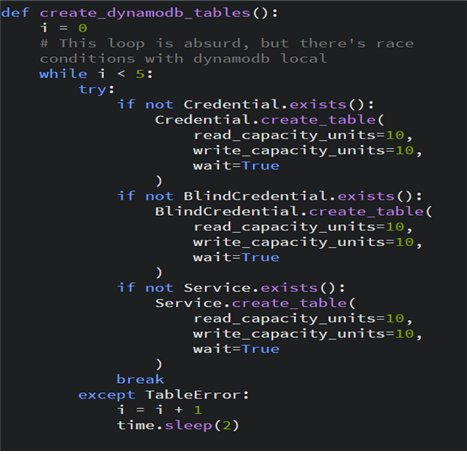 def create_dynamodb_tables():
    i = 0
    # This loop is absurd, but there's race
    conditions with dynamodb local
    while i < 5:
        try:
            if not Credential.exists():
                Credential.create_table(
                    read_capacity_units=10,
                    write_capacity_units=10,
                    wait=True
                )
            if not BlindCredential.exists():
                BlindCredential.create_table(
                    read_capacity_units=10,
                    write_capacity_units=10,
                    wait=True
                )
            if not Service.exists():
                Service.create_table(
                    read_capacity_units=10,
                    write_capacity_units=10,
                    wait=True
                )
            break
        except TableError:
            i = i + 1
            time.sleep(2)